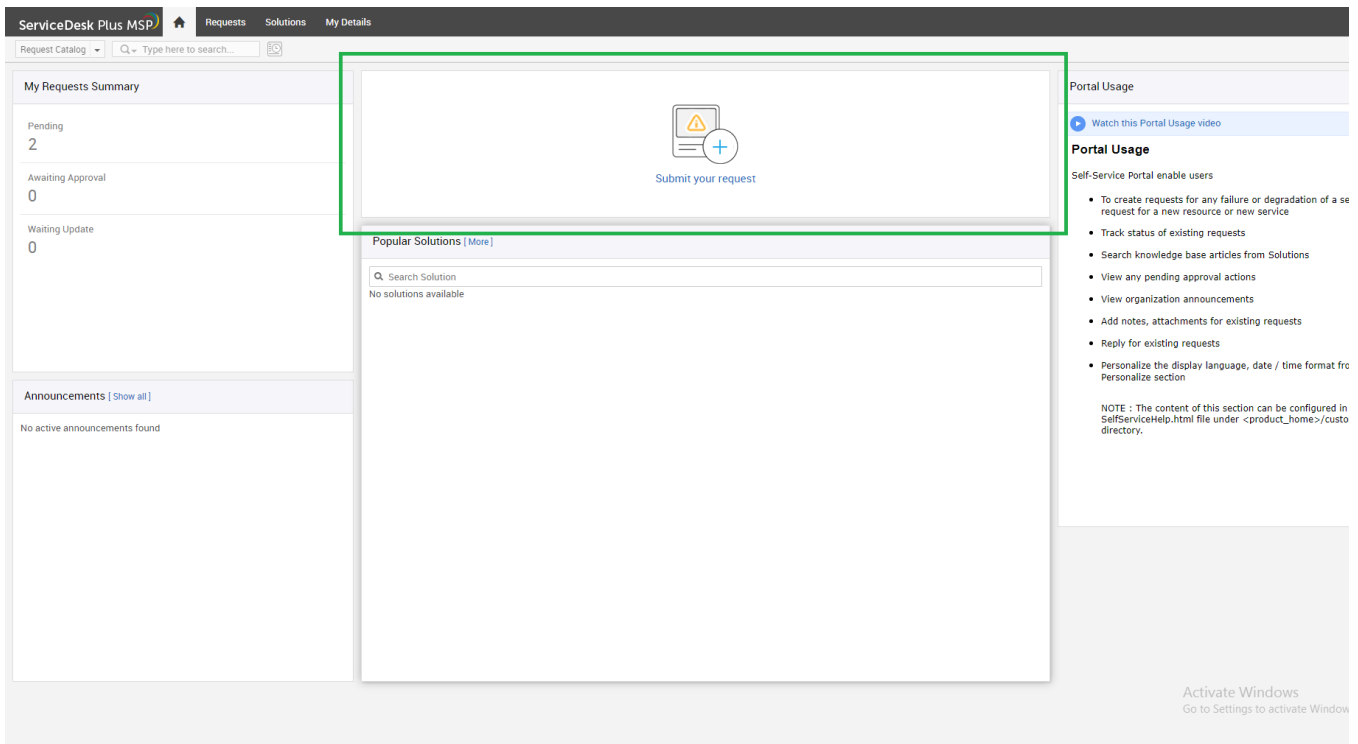 ServiceDesk Plus MSP
Requests Solutions My Details
Request Catalog
Type here to search...
My Requests Summary
Pending
2
Awaiting Approval
0
Waiting Update
0
Announcements [ Show all ]
No active announcements found
Submit your request
Popular Solutions [ More ]
Search Solution
No solutions available
Portal Usage
Watch this Portal Usage video
Portal Usage
Self-Service Portal enable users
• To create requests for any failure or degradation of a se
request for a new resource or new service
• Track status of existing requests
• Search knowledge base articles from Solutions
• View any pending approval actions
• View organization announcements
• Add notes, attachments for existing requests
• Reply for existing requests
• Personalize the display language, date / time format fro
Personalize section
NOTE : The content of this section can be configured in
SelfServiceHelp.html file under <product_home>/custo
directory.
Activate Windows
Go to Settings to activate Window